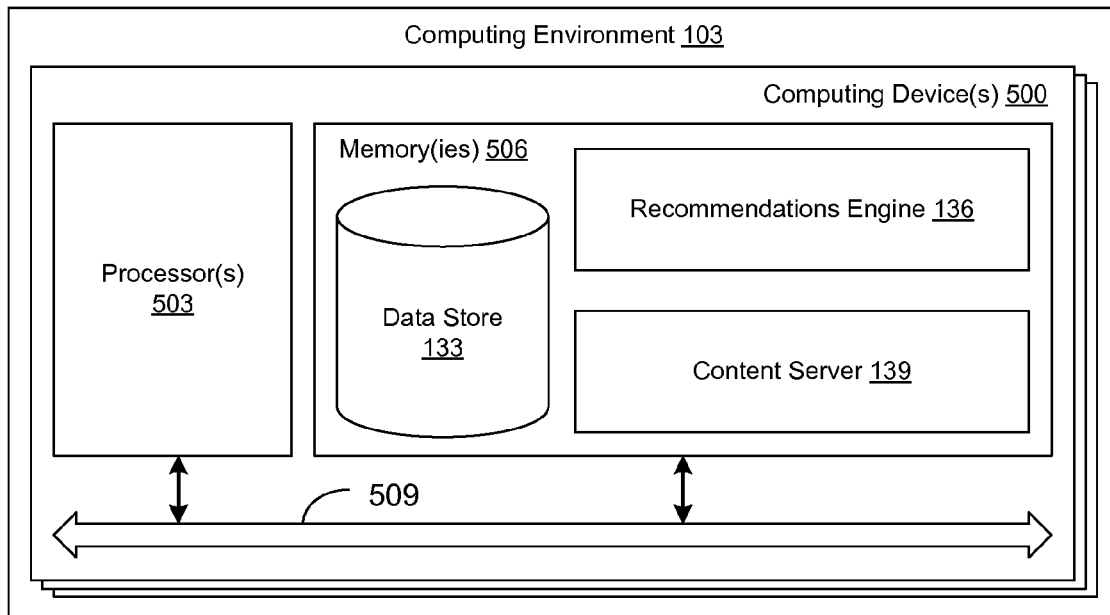 Computing Environment 103
Computing Device(s) 500
Memory(ies) 506
Recommendations Engine 136
Processor(s)
503
Data Store
133
Content Server 139
509